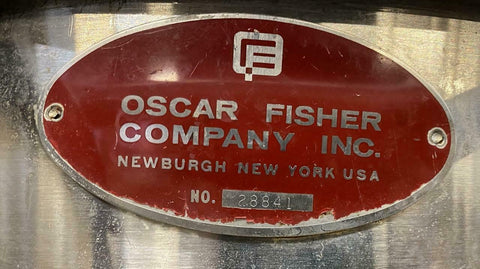 OSCAR FISHER
COMPANY INC.
NEWBURGH NEW YORK USA
NO. 28841